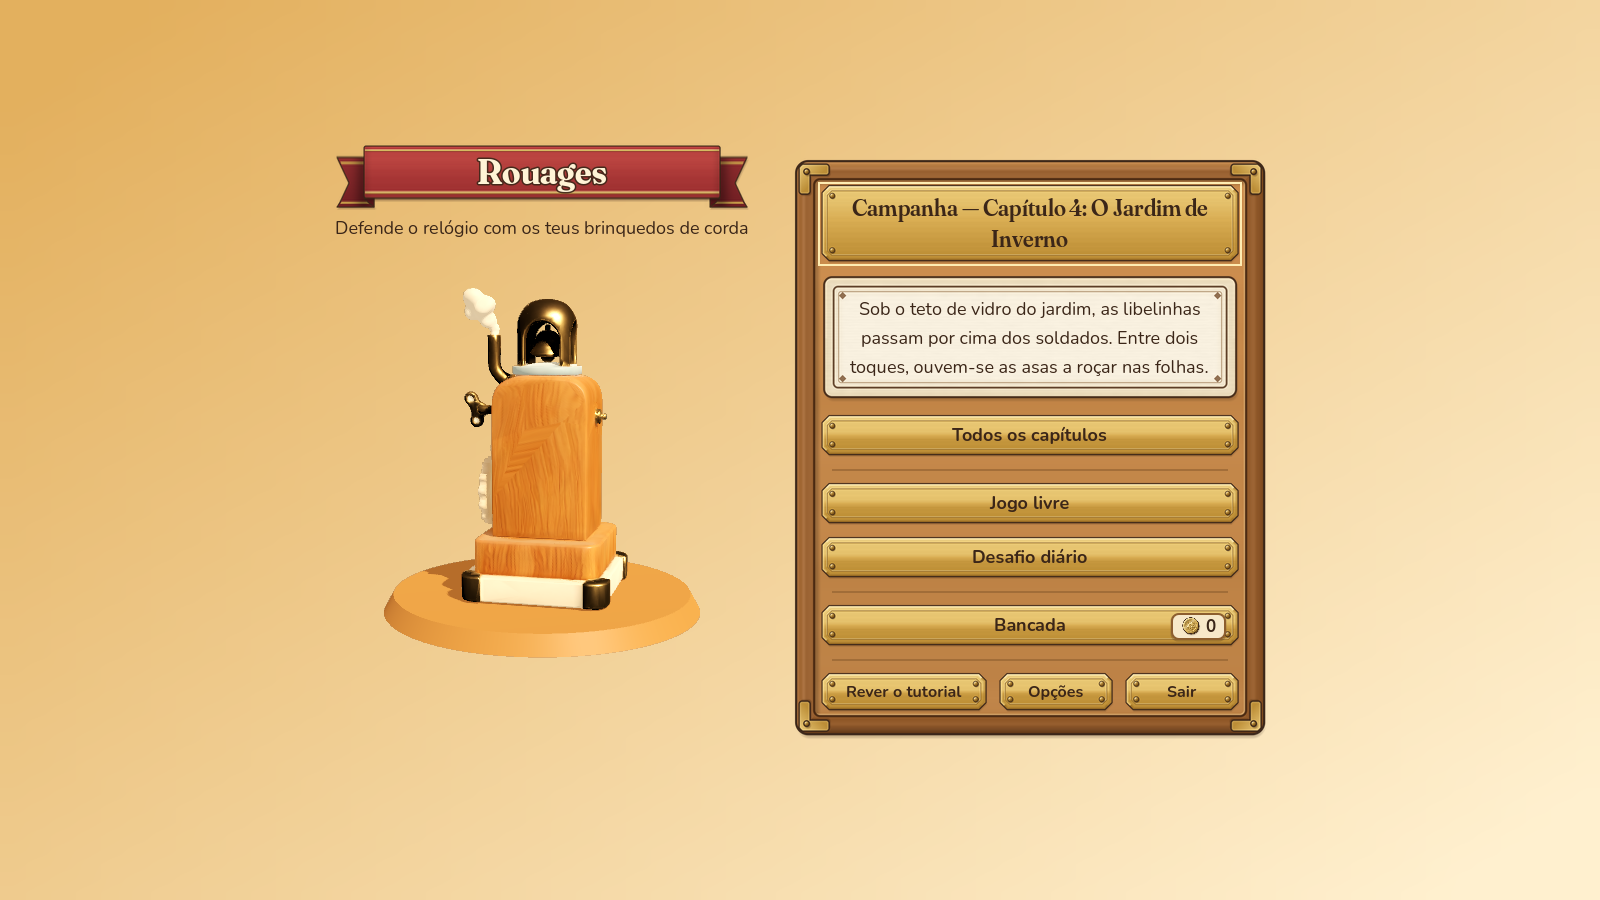 Rouages
Defende o relógio com os teus brinquedos de corda
Campanha — Capítulo 4: O Jardim de
Inverno
Sob o teto de vidro do jardim, as libelinhas
passam por cima dos soldados. Entre dois
toques, ouvem-se as asas a roçar nas folhas.
Todos os capítulos
Jogo livre
Desafio diário
Bancada 0
Rever o tutorial Opções Sair